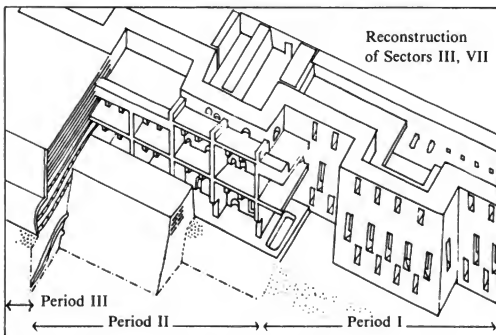 Reconstruction
of Sectors III, VII
Period III
Period II
Period I